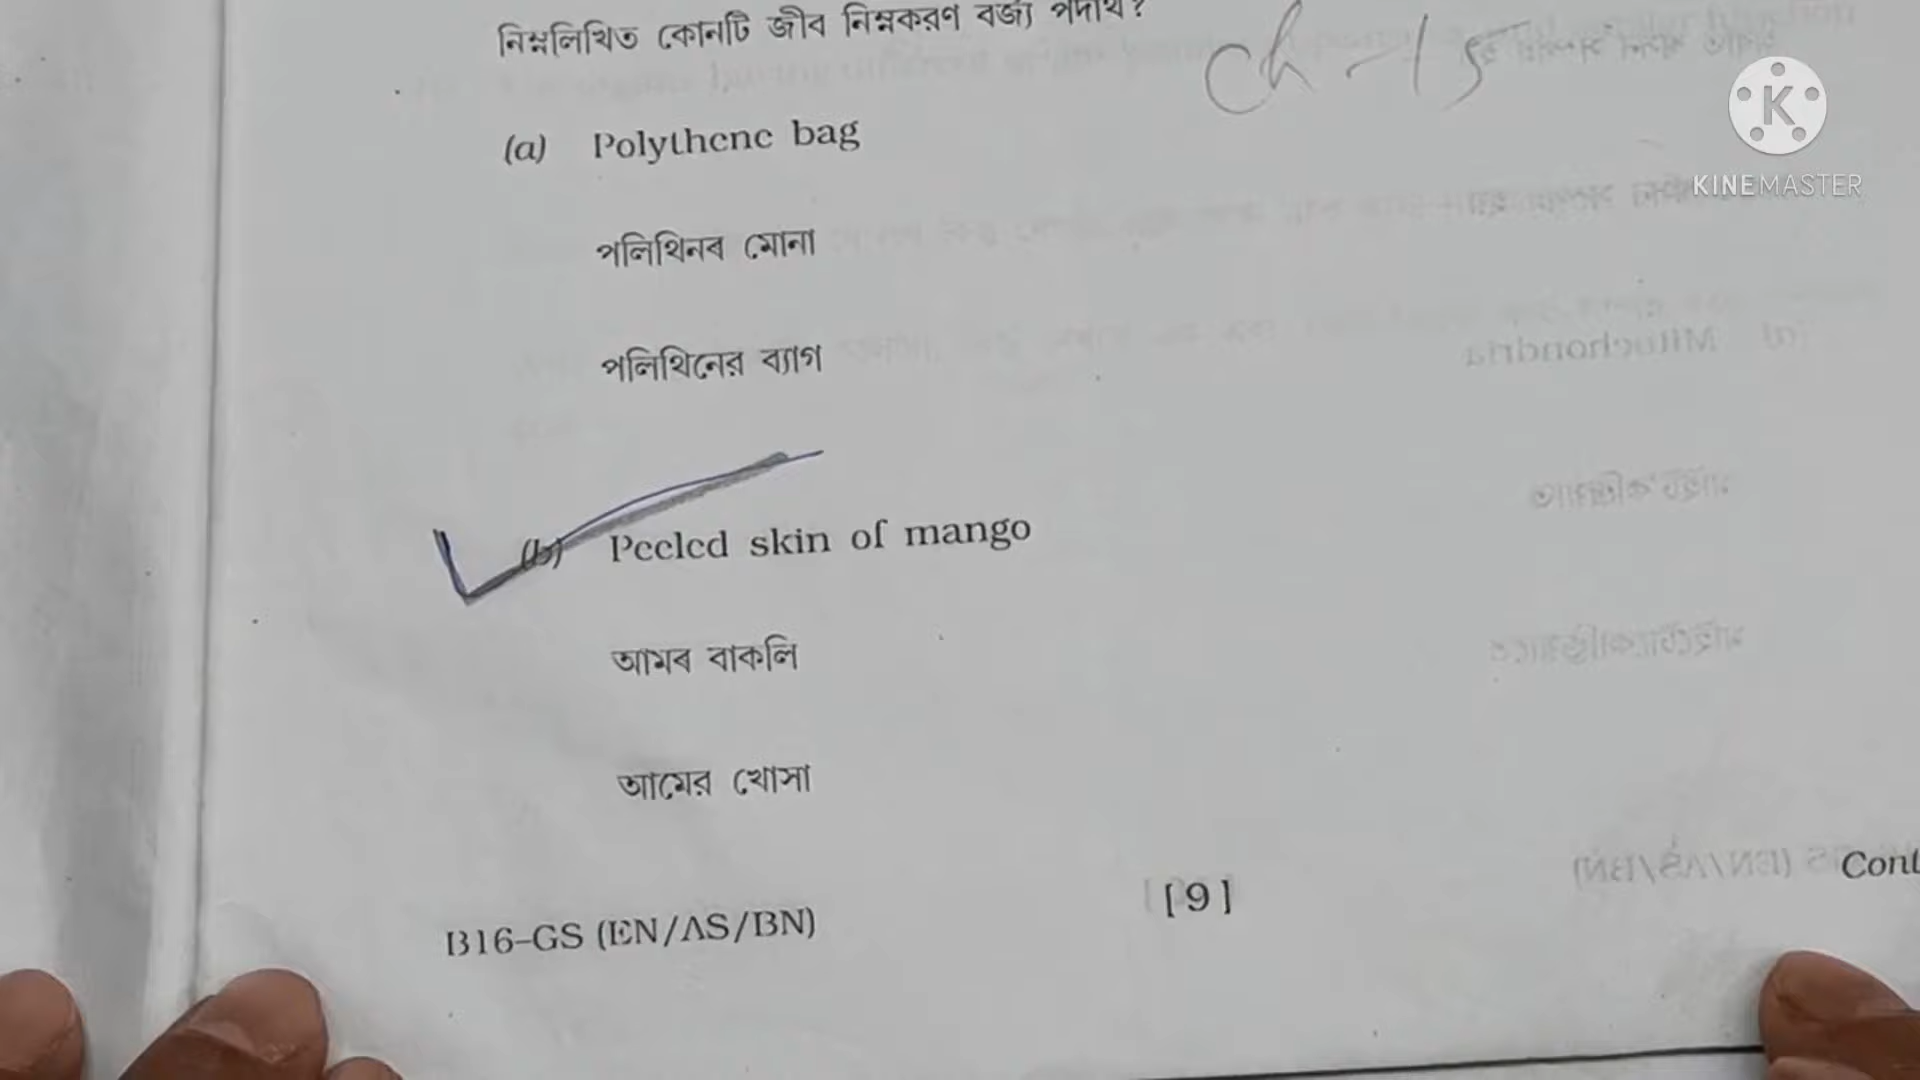 নিম্নলিখিত কোনটি জীব নিম্নকরণ বর্জ্য পদার্থ?
ch-15
(a) Polythene bag
পলিথিনৰ মোনা
পলিথিনের ব্যাগ
(b) Peeled skin of mango
আমৰ বাকলি
আমের খোসা
B16–GS (EN/AS/BN)
[ 9 ]
Cont
K
KINEMASTER